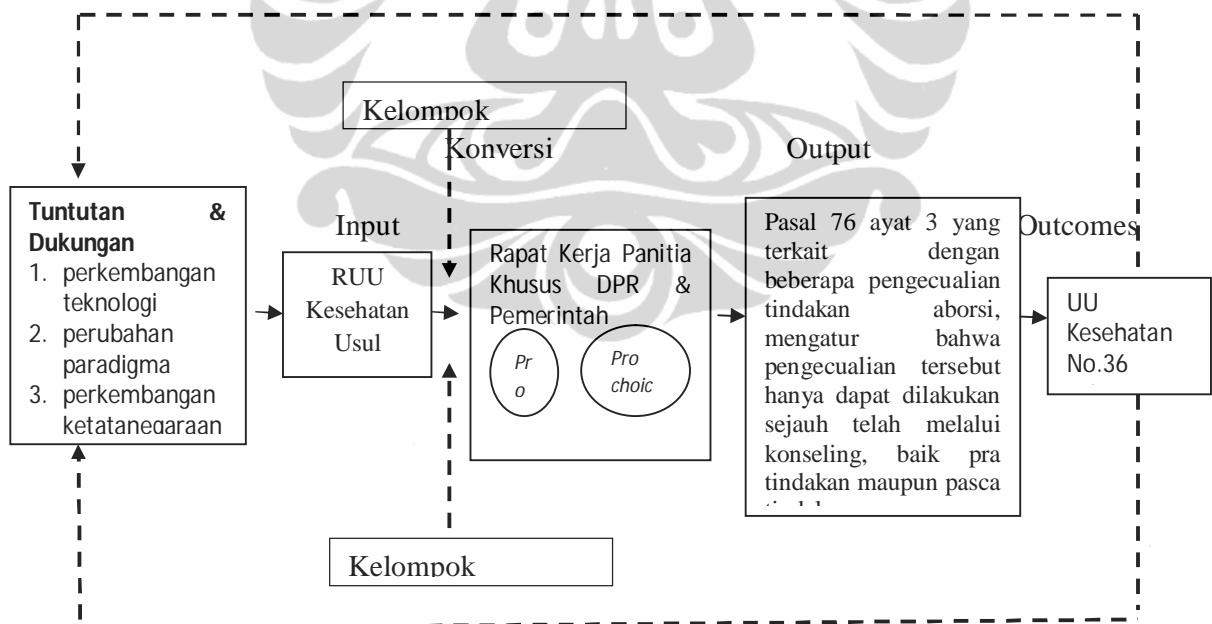 Kelompok
Konversi
Output
Tuntutan &
Dukungan
1. perkembangan
teknologi
2. perubahan
paradigma
3. perkembangan
ketatanegaraan
Input
RUU
Kesehatan
Usul
Rapat Kerja Panitia
Khusus DPR &
Pemerintah
Pr
o
Pro
choic
Pasal 76 ayat 3 yang
terkait dengan
beberapa pengecualian
tindakan aborsi,
mengatur bahwa
pengecualian tersebut
hanya dapat dilakukan
sejauh telah melalui
konseling, baik pra
tindakan maupun pasca
Outcomes
UU
Kesehatan
No.36
Kelompok